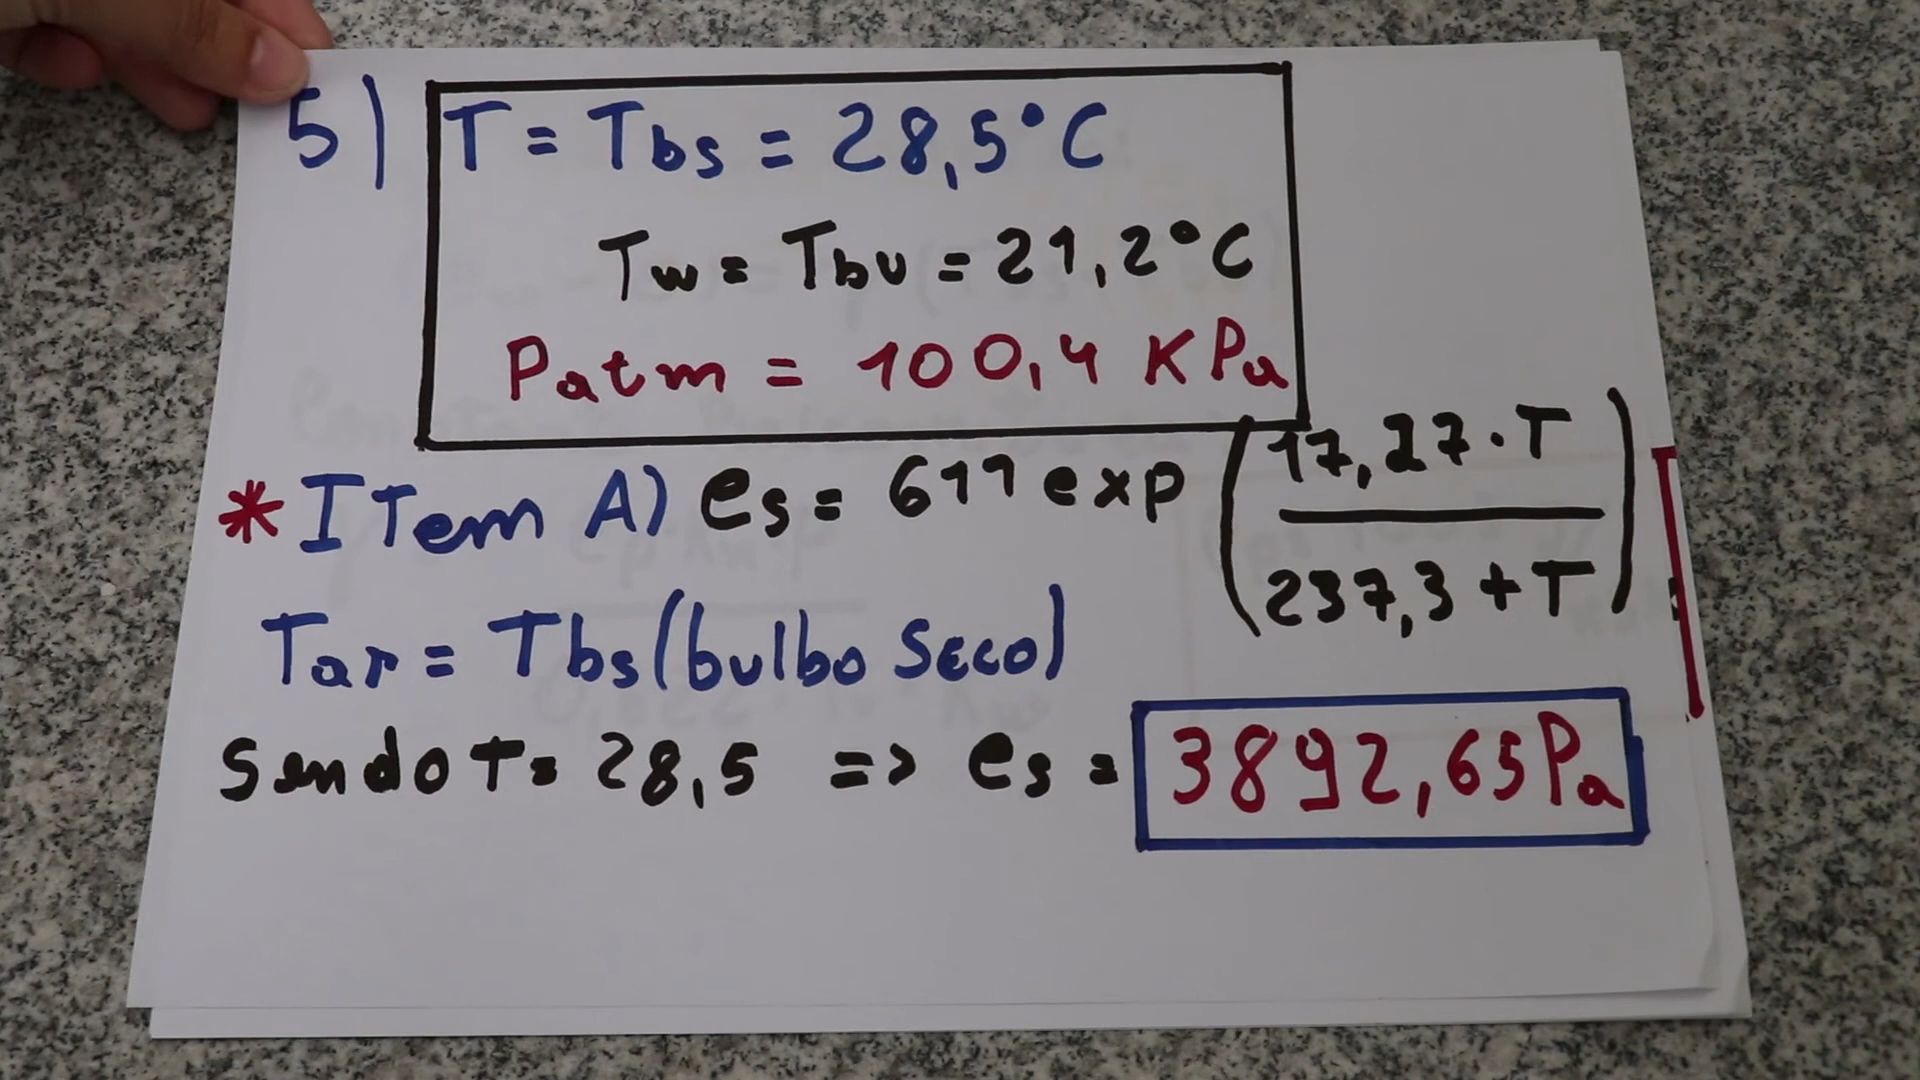 5) T = Tbs = 28,5°C
Tw = Tbu = 21,2°C
Patm = 100,4 KPa
* ITem A) es = 611 exp (17,27·T / 237,3+T)
Tar = Tbs (bulbo Seco)
Sendo T = 28,5 => es = 3892,65Pa